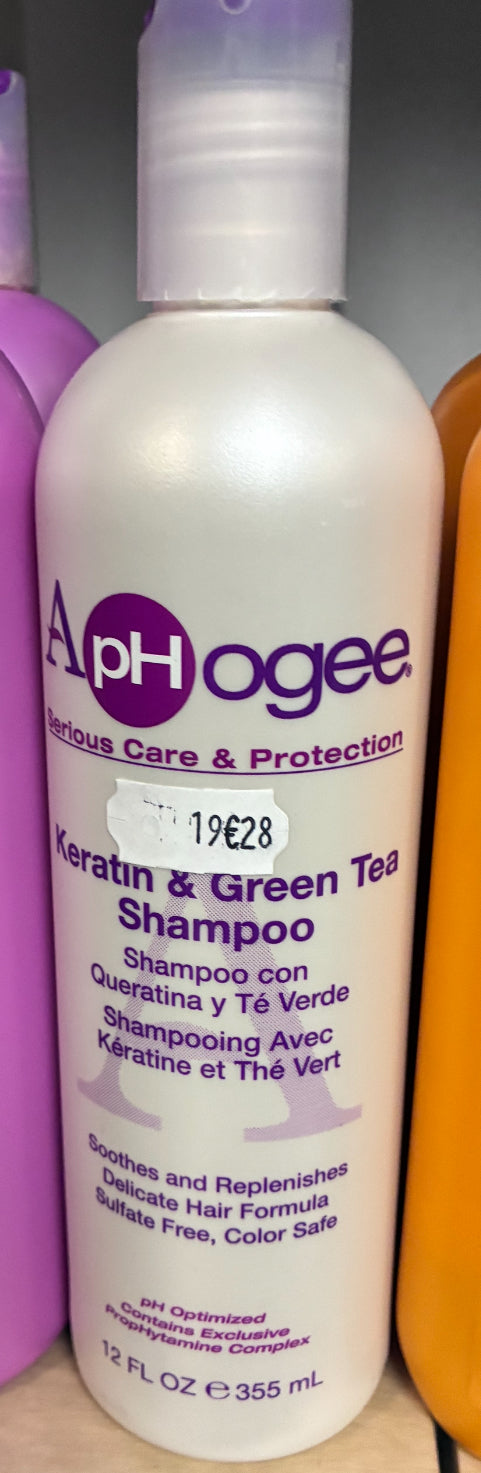 ApHogee®
Serious Care & Protection
19€28
Keratin & Green Tea
Shampoo
Shampoo con
Queratina y Té Verde
Shampooing Avec
Kératine et Thé Vert
Soothes and Replenishes
Delicate Hair Formula
Sulfate Free, Color Safe
pH Optimized
Contains Exclusive
PropHytamine Complex
12 FL OZ ℮ 355 mL